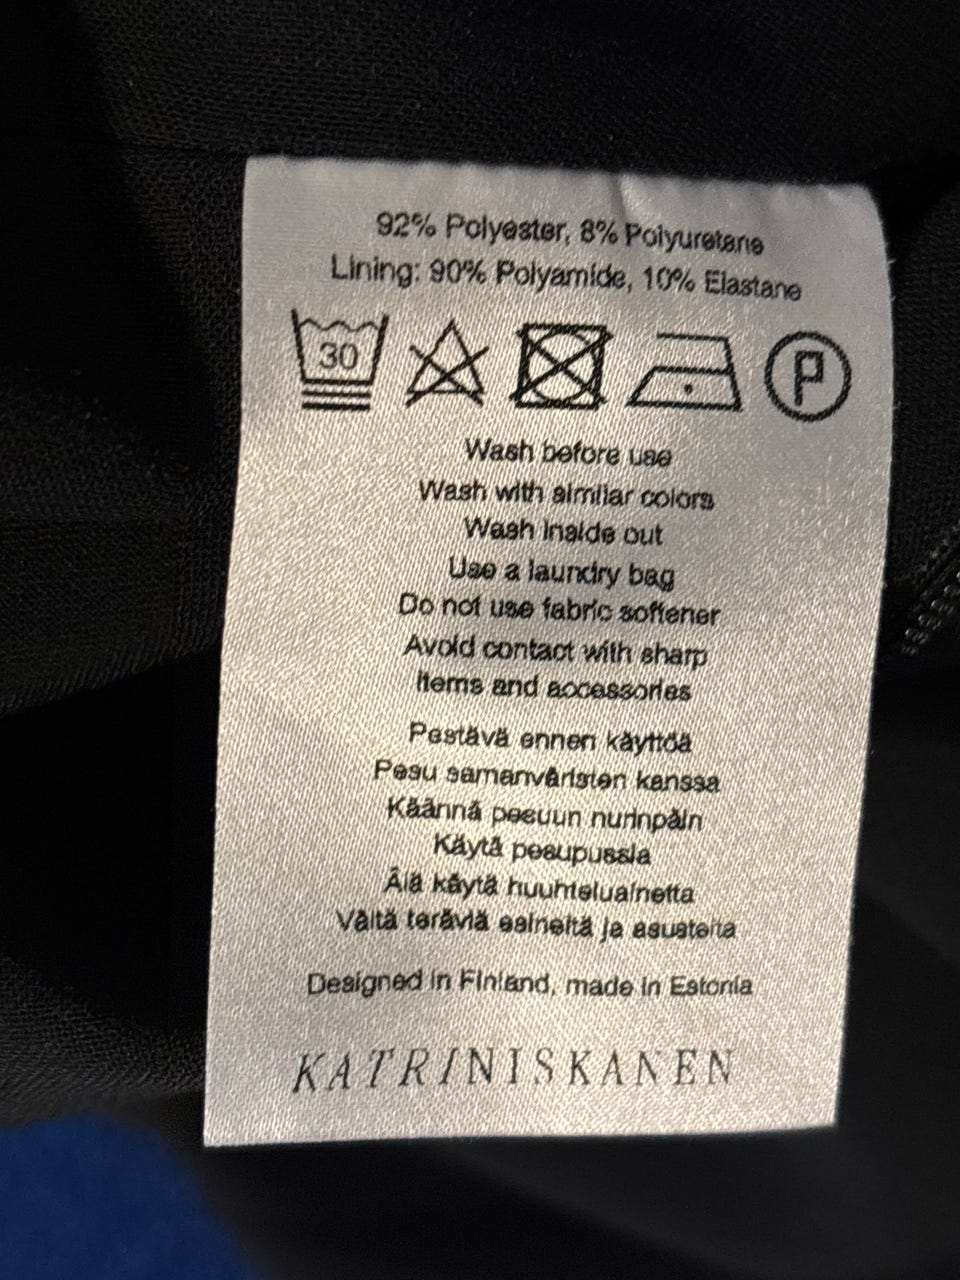 92% Polyester, 8% Polyuretane
Lining: 90% Polyamide, 10% Elastane
30 P
Wash before use
Wash with similar colors
Wash inside out
Use a laundry bag
Do not use fabric softener
Avoid contact with sharp
items and accessories
Pestävä ennen käyttöä
Pesu samanväristen kanssa
Käännä pesuun nurinpäin
Käytä pesupussia
Älä käytä huuhteluainetta
Vältä teräviä esineitä ja asusteita
Designed in Finland, made in Estonia
KATRINISKANEN